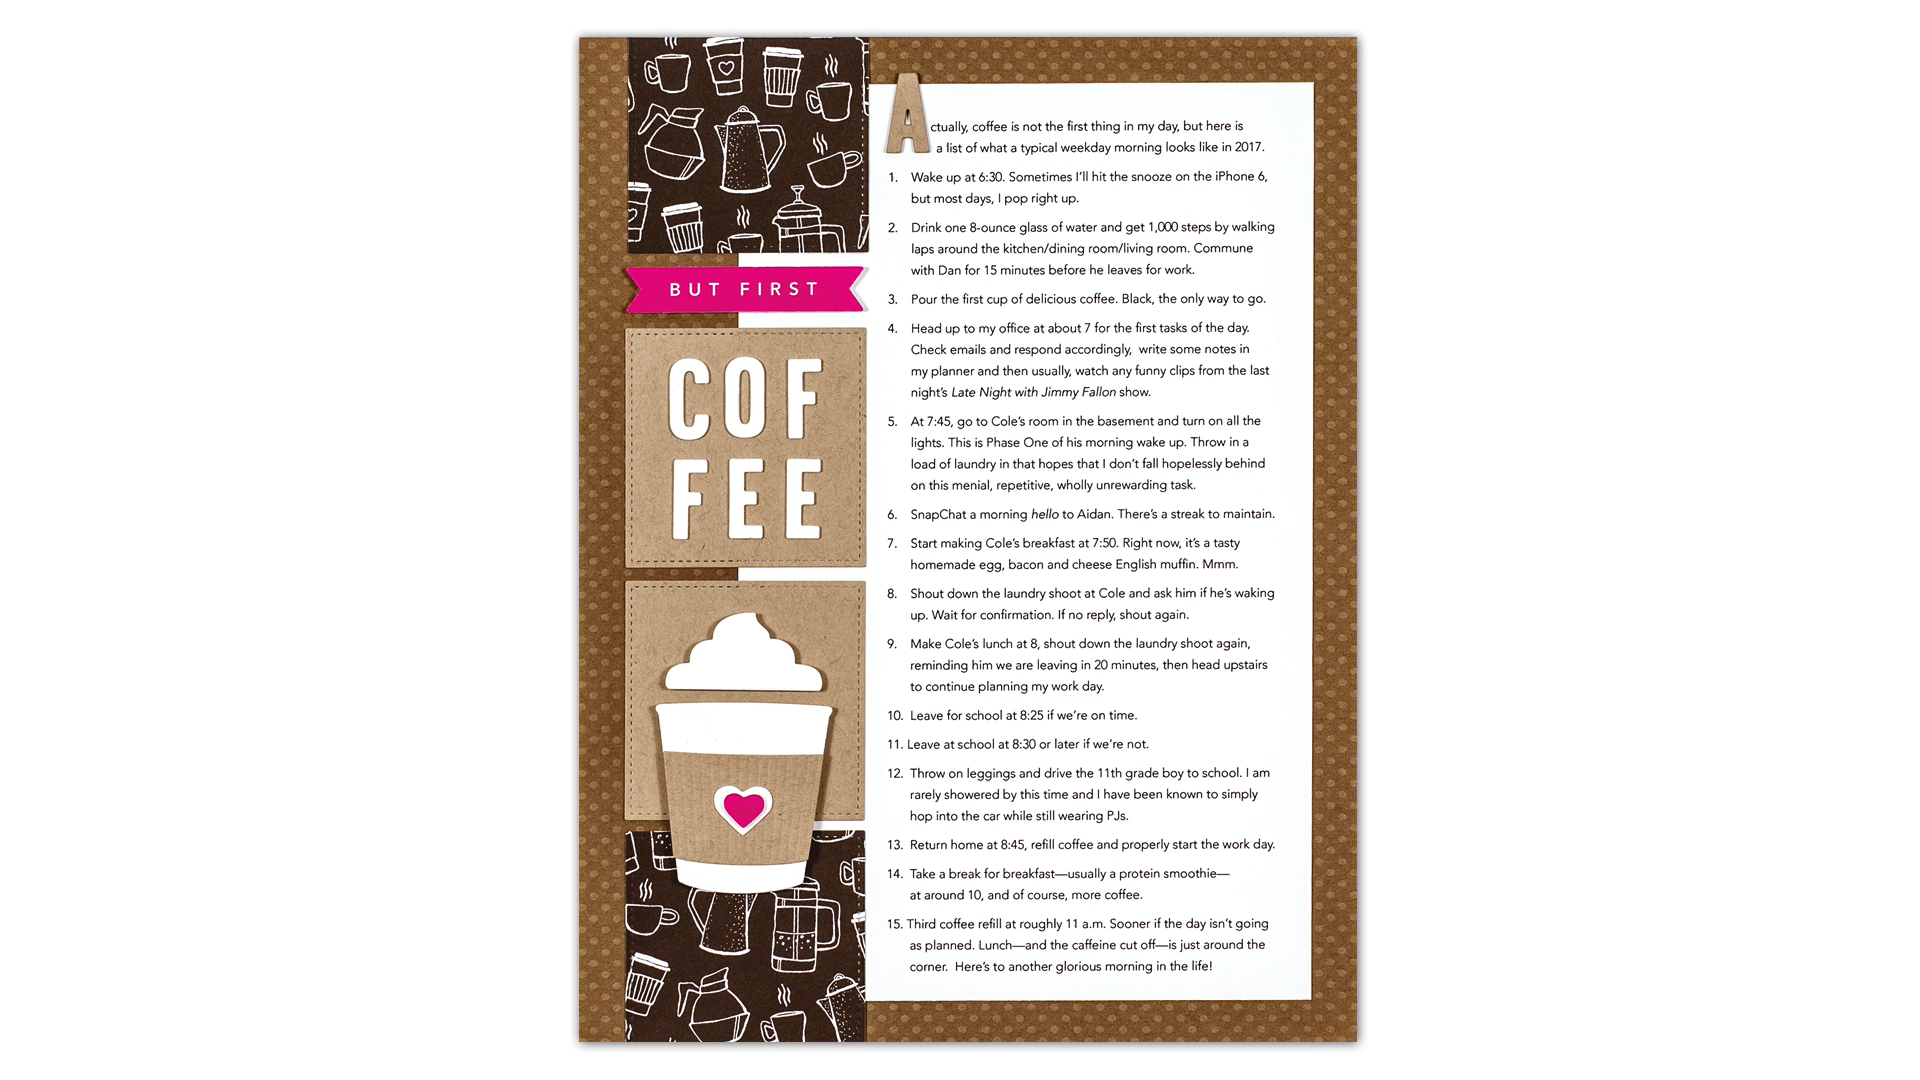 BUT FIRST
COF
FEE
Actually, coffee is not the first thing in my day, but here is
a list of what a typical weekday morning looks like in 2017.
1. Wake up at 6:30. Sometimes I'll hit the snooze on the iPhone 6,
but most days, I pop right up.
2. Drink one 8-ounce glass of water and get 1,000 steps by walking
laps around the kitchen/dining room/living room. Commune
with Dan for 15 minutes before he leaves for work.
3. Pour the first cup of delicious coffee. Black, the only way to go.
4. Head up to my office at about 7 for the first tasks of the day.
Check emails and respond accordingly,  write some notes in
my planner and then usually, watch any funny clips from the last
night's Late Night with Jimmy Fallon show.
5. At 7:45, go to Cole's room in the basement and turn on all the
lights. This is Phase One of his morning wake up. Throw in a
load of laundry in that hopes that I don't fall hopelessly behind
on this menial, repetitive, wholly unrewarding task.
6. SnapChat a morning hello to Aidan. There's a streak to maintain.
7. Start making Cole's breakfast at 7:50. Right now, it's a tasty
homemade egg, bacon and cheese English muffin. Mmm.
8. Shout down the laundry shoot at Cole and ask him if he's waking
up. Wait for confirmation. If no reply, shout again.
9. Make Cole's lunch at 8, shout down the laundry shoot again,
reminding him we are leaving in 20 minutes, then head upstairs
to continue planning my work day.
10. Leave for school at 8:25 if we're on time.
11. Leave at school at 8:30 or later if we're not.
12. Throw on leggings and drive the 11th grade boy to school. I am
rarely showered by this time and I have been known to simply
hop into the car while still wearing PJs.
13. Return home at 8:45, refill coffee and properly start the work day.
14. Take a break for breakfast—usually a protein smoothie—
at around 10, and of course, more coffee.
15. Third coffee refill at roughly 11 a.m. Sooner if the day isn't going
as planned. Lunch—and the caffeine cut off—is just around the
corner.  Here's to another glorious morning in the life!